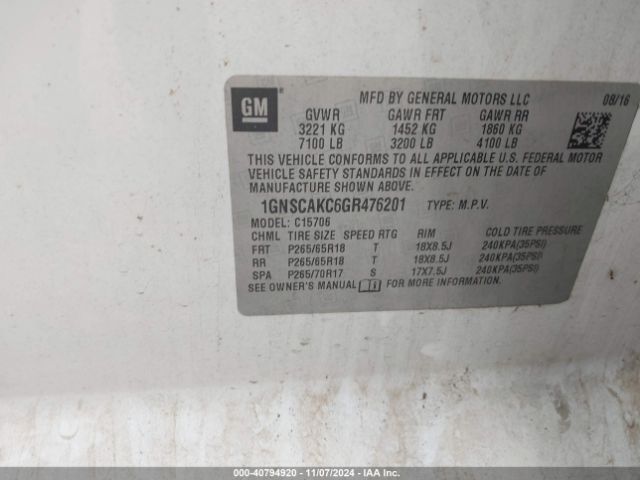 GM
MFD BY GENERAL MOTORS LLC 08/16
GVWR GAWR FRT GAWR RR
3221 KG 1452 KG 1860 KG
7100 LB 3200 LB 4100 LB
THIS VEHICLE CONFORMS TO ALL APPLICABLE U.S. FEDERAL MOTOR
VEHICLE SAFETY STANDARDS IN EFFECT ON THE DATE OF
MANUFACTURE SHOWN ABOVE.
1GNSCAKC6GR476201 TYPE: M.P.V.
MODEL: C15706
CHML TIRE SIZE SPEED RTG RIM COLD TIRE PRESSURE
FRT P265/65R18 T 18X8.5J 240KPA(35PSI)
RR P265/65R18 T 18X8.5J 240KPA(35PSI)
SPA P265/70R17 S 17X7.5J 240KPA(35PSI)
SEE OWNER'S MANUAL FOR MORE INFORMATION.
000-40794920 - 11/07/2024 - IAA Inc.